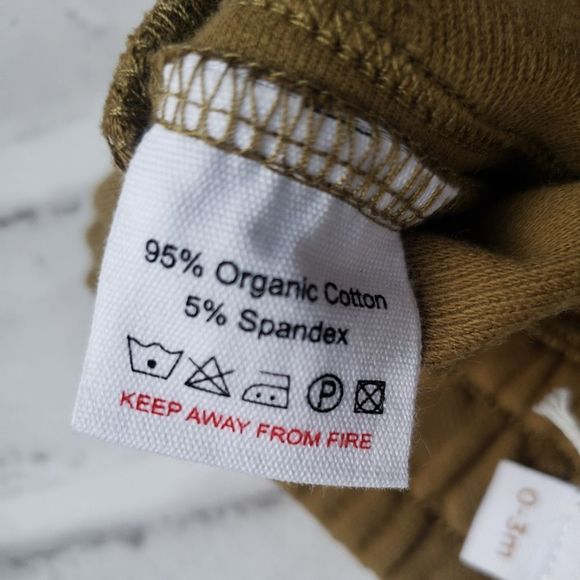 95% Organic Cotton
5% Spandex
P
KEEP AWAY FROM FIRE
0-3m